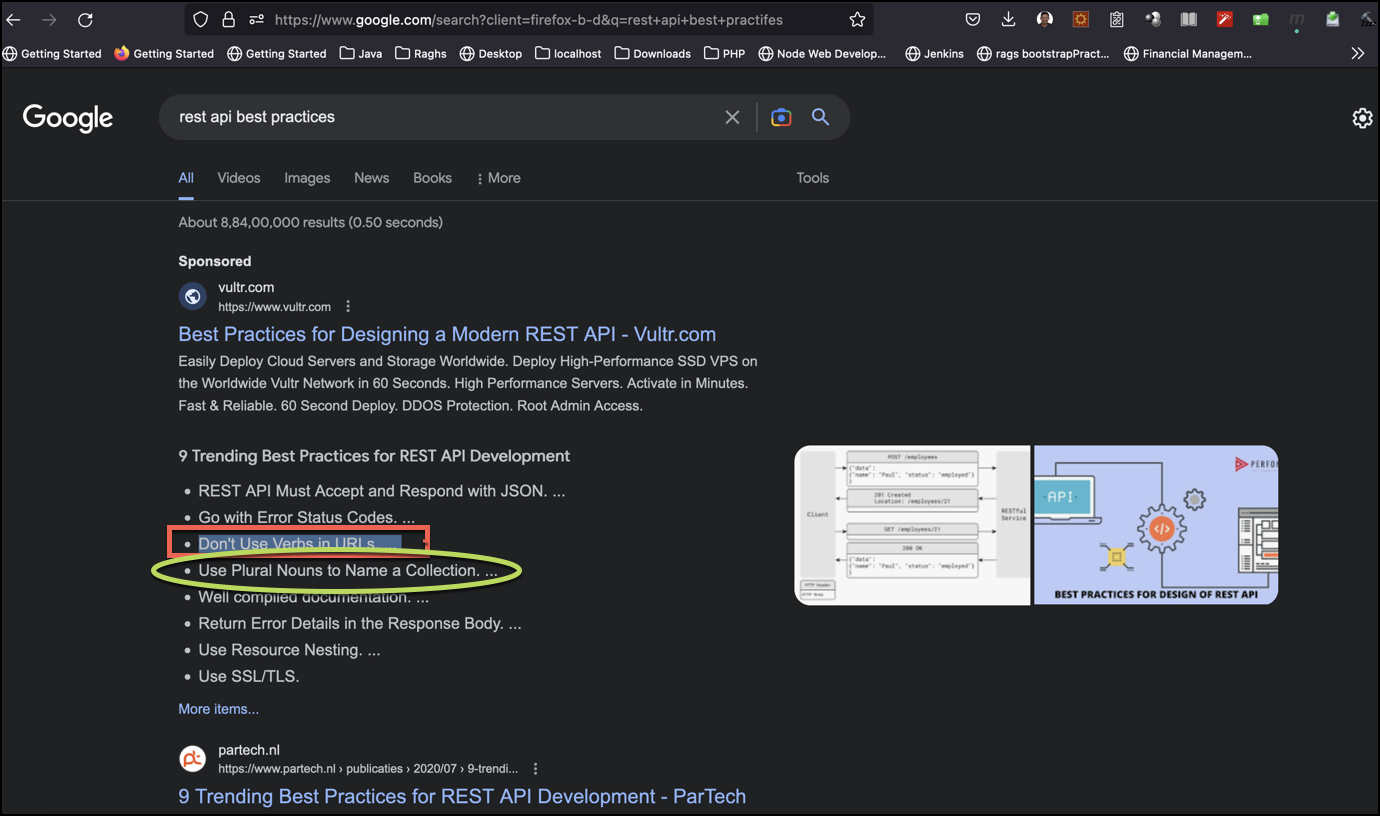 https://www.google.com/search?client=firefox-b-d&q=rest+api+best+practifes
Getting Started Getting Started Getting Started Java Raghs Desktop localhost Downloads PHP Node Web Develop... Jenkins rags bootstrapPract... Financial Managem...
Google
rest api best practices
All Videos Images News Books More Tools
About 8,84,00,000 results (0.50 seconds)
Sponsored
vultr.com
https://www.vultr.com
Best Practices for Designing a Modern REST API - Vultr.com
Easily Deploy Cloud Servers and Storage Worldwide. Deploy High-Performance SSD VPS on
the Worldwide Vultr Network in 60 Seconds. High Performance Servers. Activate in Minutes.
Fast & Reliable. 60 Second Deploy. DDOS Protection. Root Admin Access.
9 Trending Best Practices for REST API Development
• REST API Must Accept and Respond with JSON. ...
• Go with Error Status Codes. ...
• Don't Use Verbs in URLs
• Use Plural Nouns to Name a Collection. ...
• Well compiled documentation. ...
• Return Error Details in the Response Body. ...
• Use Resource Nesting. ...
• Use SSL/TLS.
More items...
POST /employees
{"data":
{"name": "Paul", "status": "employed"}
}
201 Created
Location: /employees/21
Client
RESTful
Service
GET /employees/21
200 OK
{"data":
{"name": "Paul", "status": "employed"}
}
HTTP Header
HTTP Body
PERFO
API
</>
BEST PRACTICES FOR DESIGN OF REST API
pt
partech.nl
https://www.partech.nl › publicaties › 2020/07 › 9-trendi...
9 Trending Best Practices for REST API Development - ParTech